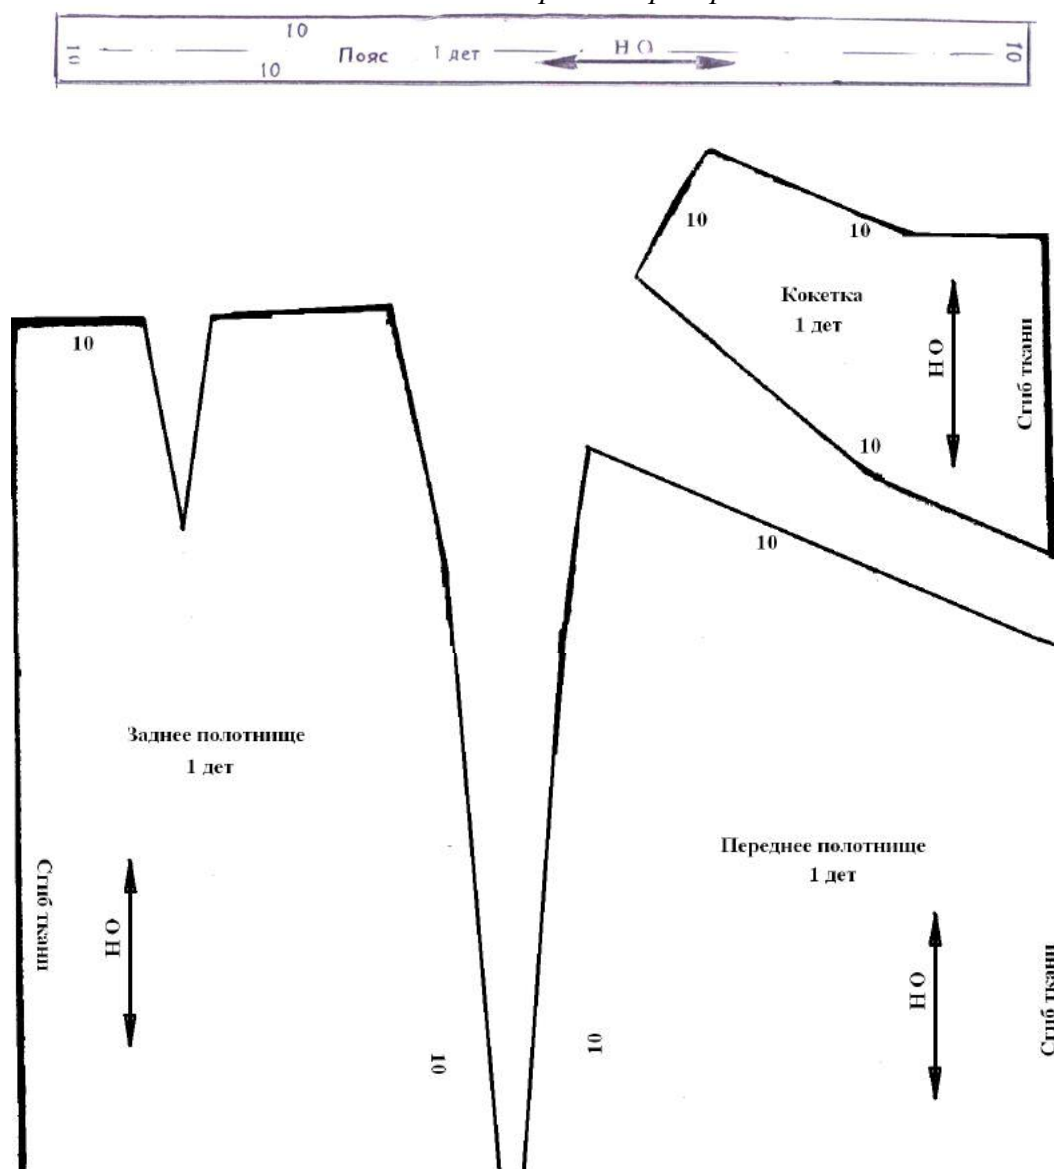 10
10 Пояс 1 дет Н О 10
10
10
10
Кокетка
1 дет
Н О
Сгиб ткани
10
10
10
Заднее полотнище
1 дет
Сгиб ткани
Н О
10
Переднее полотнище
1 дет
Н О
Сгиб ткани
10